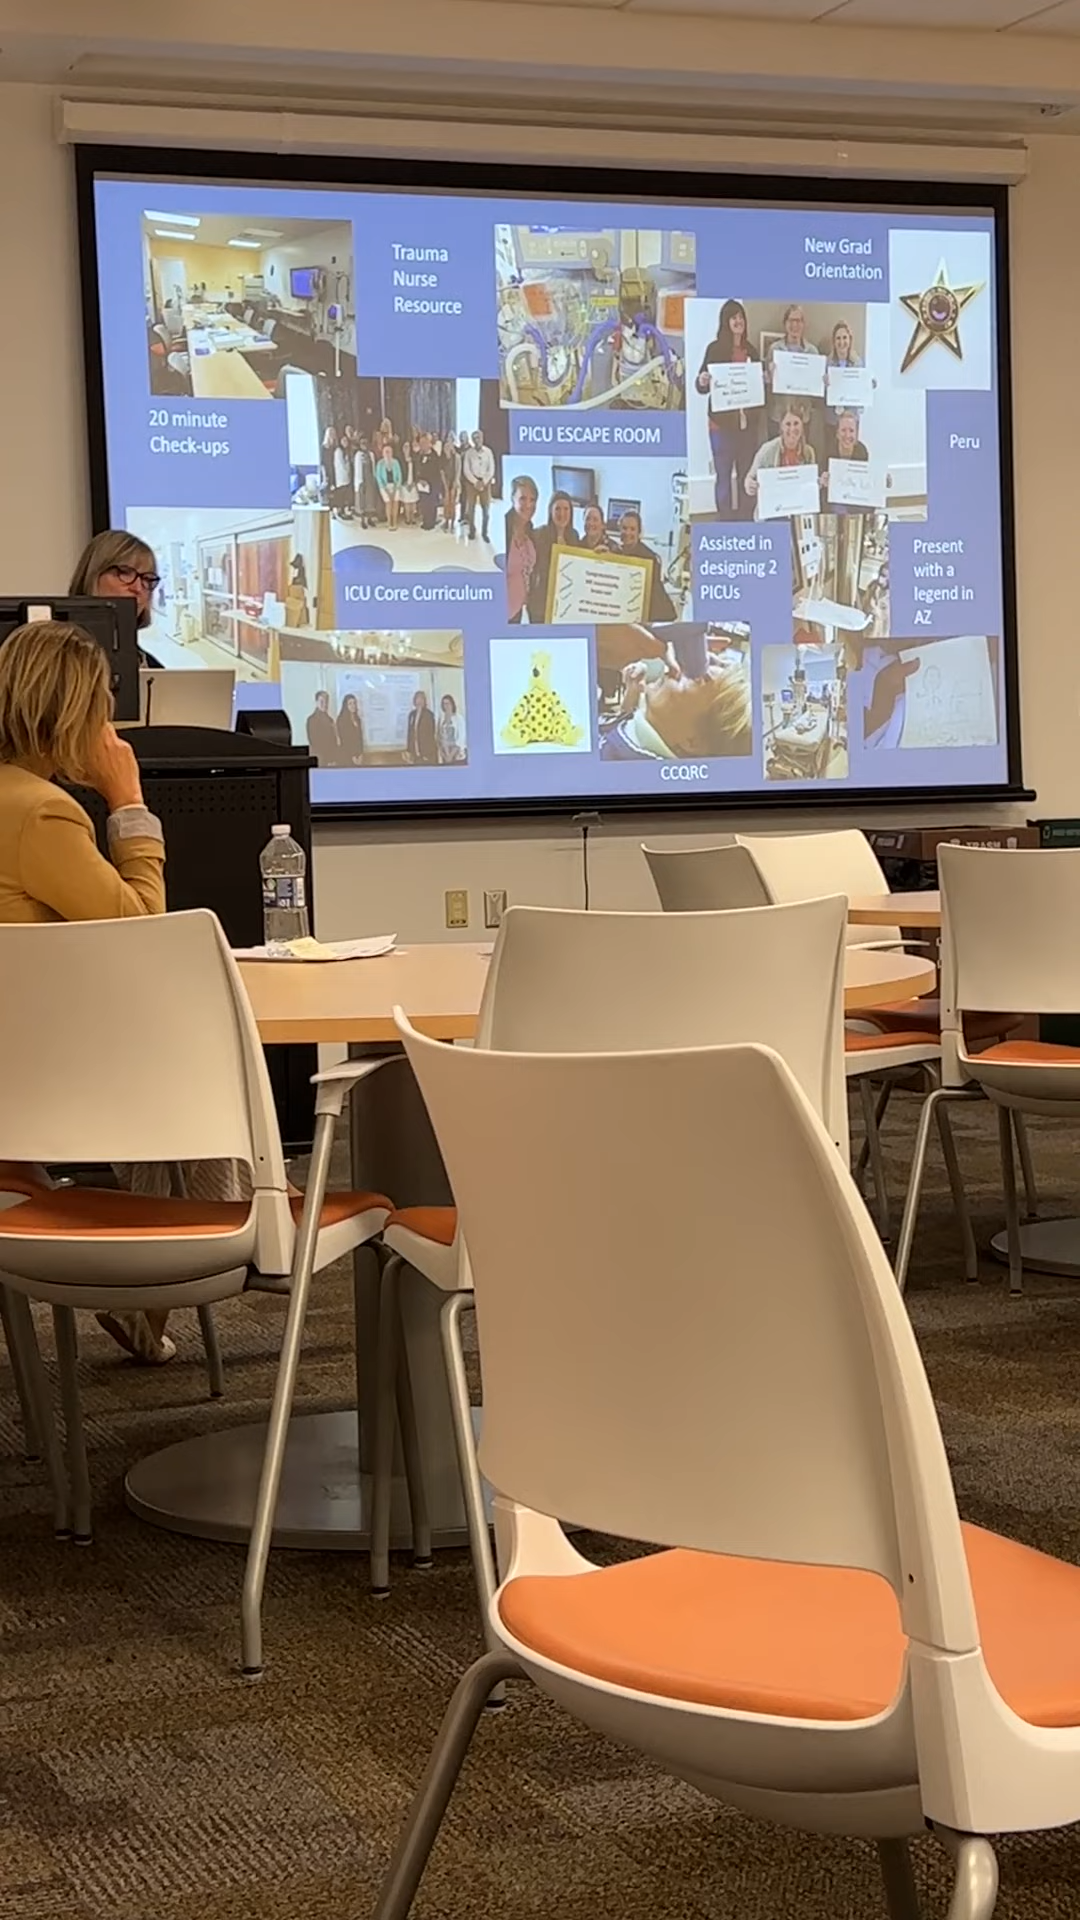 Trauma
Nurse
Resource
New Grad
Orientation
20 minute
Check-ups
PICU ESCAPE ROOM
Peru
ICU Core Curriculum
Assisted in
designing 2
PICUs
Present
with a
legend in
AZ
CCQRC